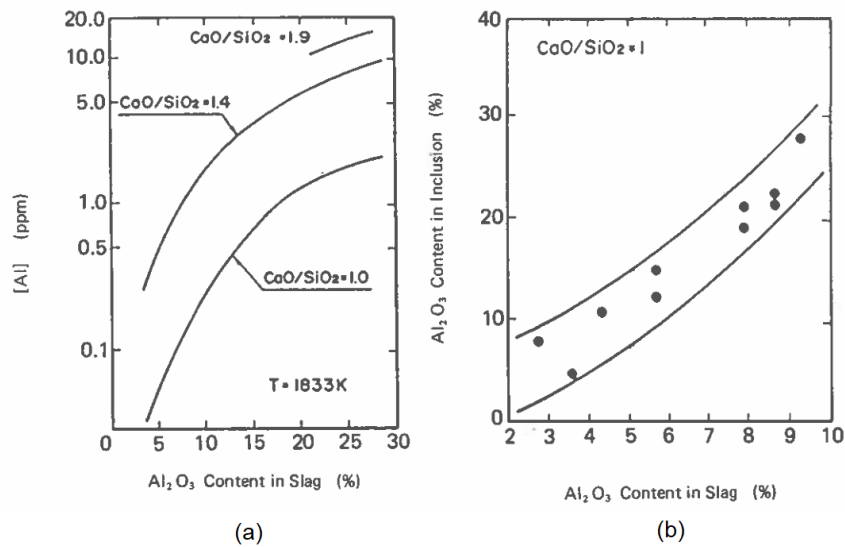 20.0
10.0
5.0
1.0
0.5
0.1
[Al] (ppm)
CaO/SiO₂=1.9
CaO/SiO₂=1.4
CaO/SiO₂=1.0
T=1833K
0 5 10 15 20 25 30
Al₂O₃ Content in Slag (%)
(a)
40
30
20
10
0
Al₂O₃ Content in Inclusion (%)
CaO/SiO₂=1
2 3 4 5 6 7 8 9 10
Al₂O₃ Content in Slag (%)
(b)